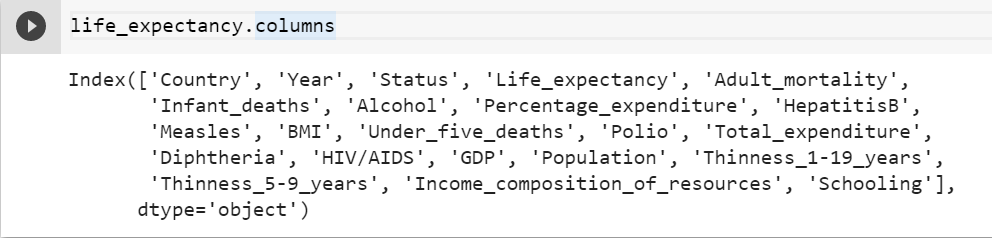 life_expectancy.columns
Index(['Country', 'Year', 'Status', 'Life_expectancy', 'Adult_mortality',
'Infant_deaths', 'Alcohol', 'Percentage_expenditure', 'HepatitisB',
'Measles', 'BMI', 'Under_five_deaths', 'Polio', 'Total_expenditure',
'Diphtheria', 'HIV/AIDS', 'GDP', 'Population', 'Thinness_1-19_years',
'Thinness_5-9_years', 'Income_composition_of_resources', 'Schooling'],
dtype='object')